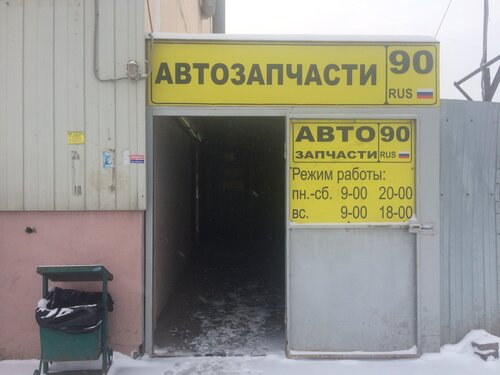 АВТОЗАПЧАСТИ 90 RUS
АВТО 90
ЗАПЧАСТИ RUS
Режим работы:
пн.-сб. 9-00 20-00
вс. 9-00 18-00